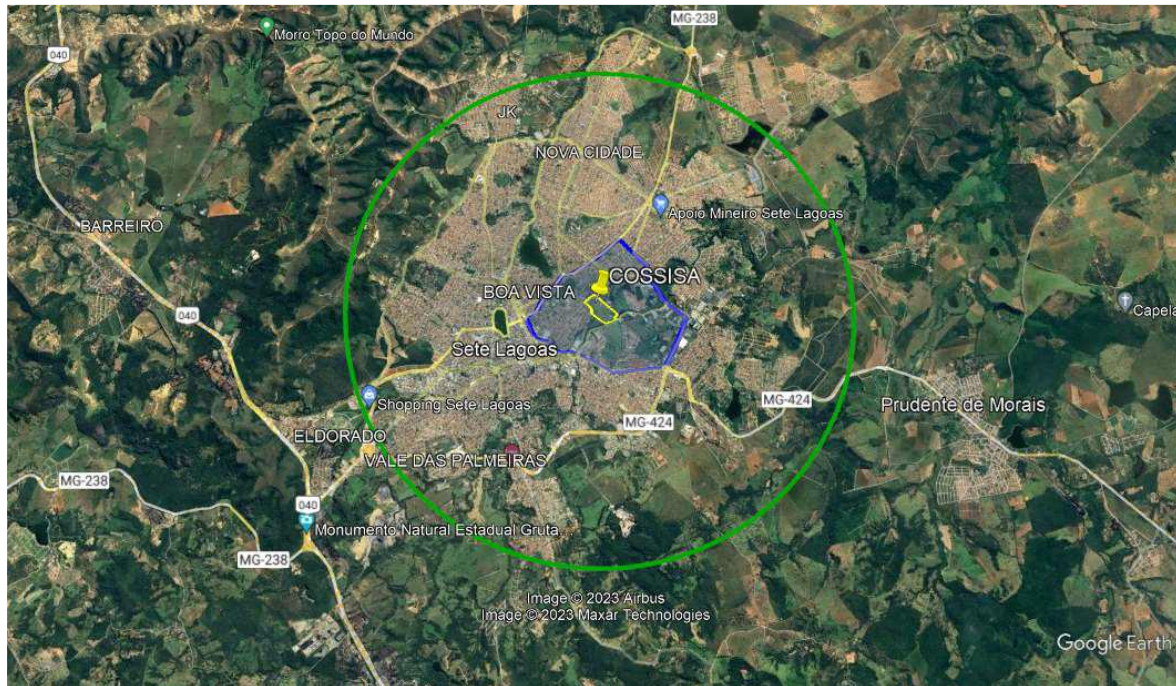 MG-238
Morro Topo do Mundo
040
JK
NOVA CIDADE
Apoio Mineiro Sete Lagoas
BARREIRO
COSSISA
BOA VISTA
Capela
040
Sete Lagoas
Shopping Sete Lagoas
MG-424
Prudente de Morais
MG-424
ELDORADO
VALE DAS PALMEIRAS
MG-238
040
Monumento Natural Estadual Gruta
MG-238
Image © 2023 Airbus
Image © 2023 Maxar Technologies
Google Earth